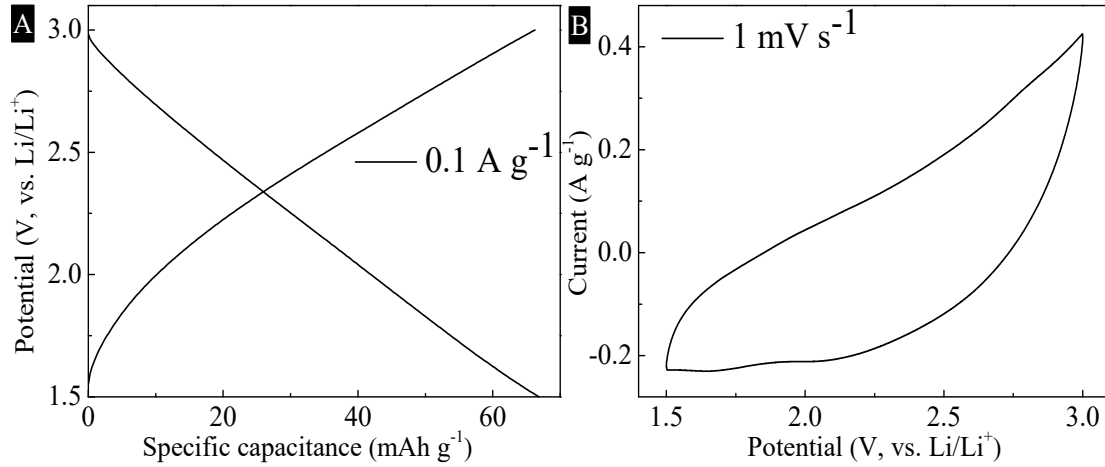 A
Potential (V, vs. Li/Li⁺)
3.0
2.5
2.0
1.5
0.1 A g⁻¹
0 20 40 60
Specific capacitance (mAh g⁻¹)
B
Current (A g⁻¹)
1 mV s⁻¹
0.4
0.2
0.0
-0.2
1.5 2.0 2.5 3.0
Potential (V, vs. Li/Li⁺)